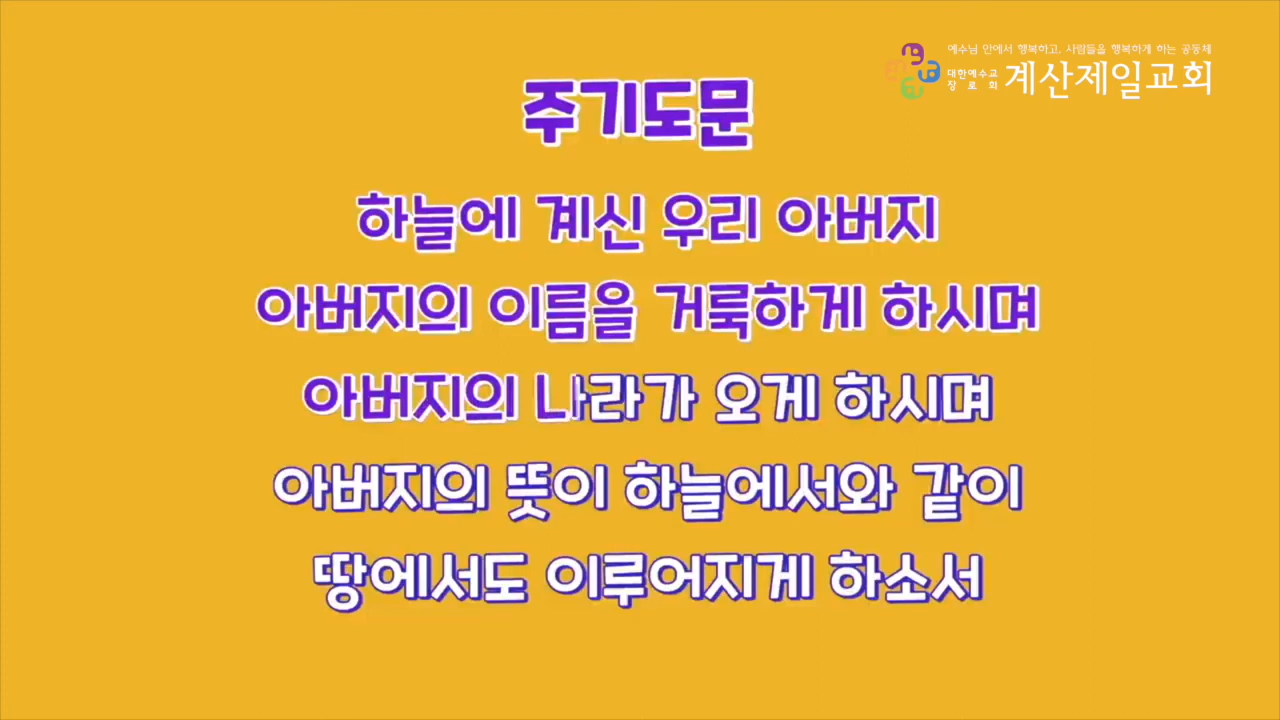 예수님 안에서 행복하고, 사람들을 행복하게 하는 공동체
대한예수교
장로회
계산제일교회
주기도문
하늘에 계신 우리 아버지
아버지의 이름을 거룩하게 하시며
아버지의 나라가 오게 하시며
아버지의 뜻이 하늘에서와 같이
땅에서도 이루어지게 하소서